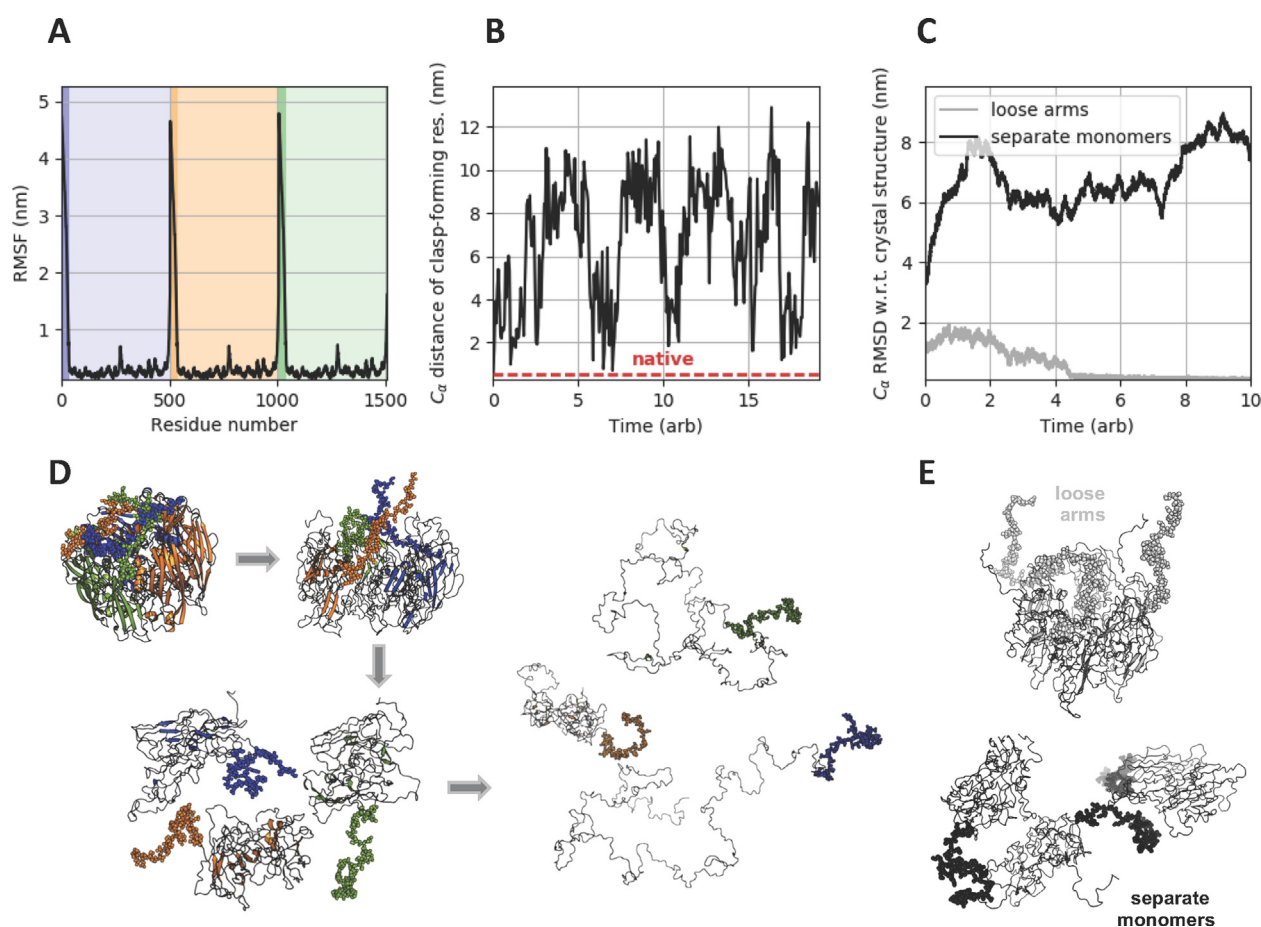 A
B
C
RMSF (nm)
5
4
3
2
1
0
500
1000
1500
Residue number
Cα distance of clasp-forming res. (nm)
12
10
8
6
4
2
native
0
5
10
15
Time (arb)
Cα RMSD w.r.t. crystal structure (nm)
loose arms
separate monomers
8
6
4
2
0
2
4
6
8
10
Time (arb)
D
E
loose
arms
separate
monomers